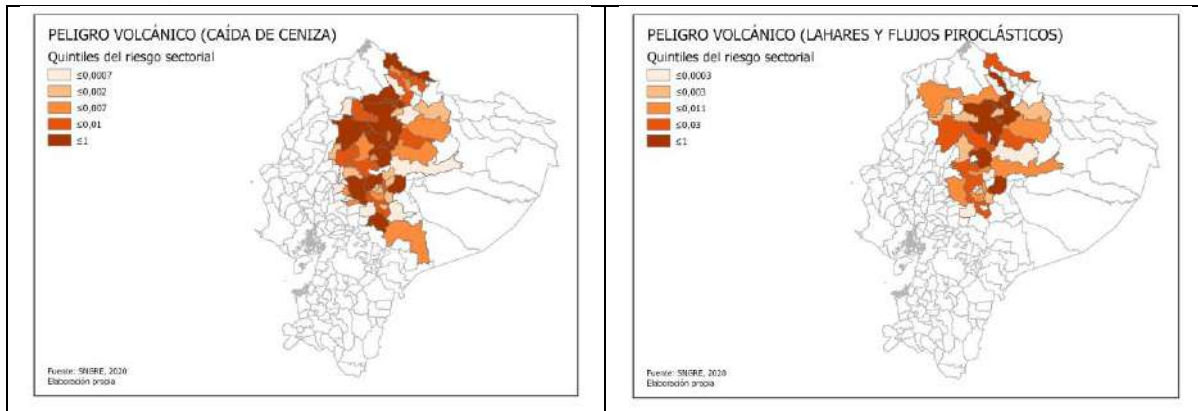 PELIGRO VOLCÁNICO (CAÍDA DE CENIZA)
Quintiles del riesgo sectorial
≤0,0007
≤0,002
≤0,007
≤0,01
≤1
Fuente: SNGRE, 2020
Elaboración propia
PELIGRO VOLCÁNICO (LAHARES Y FLUJOS PIROCLÁSTICOS)
Quintiles del riesgo sectorial
≤0,0003
≤0,003
≤0,011
≤0,03
≤1
Fuente: SNGRE, 2020
Elaboración propia